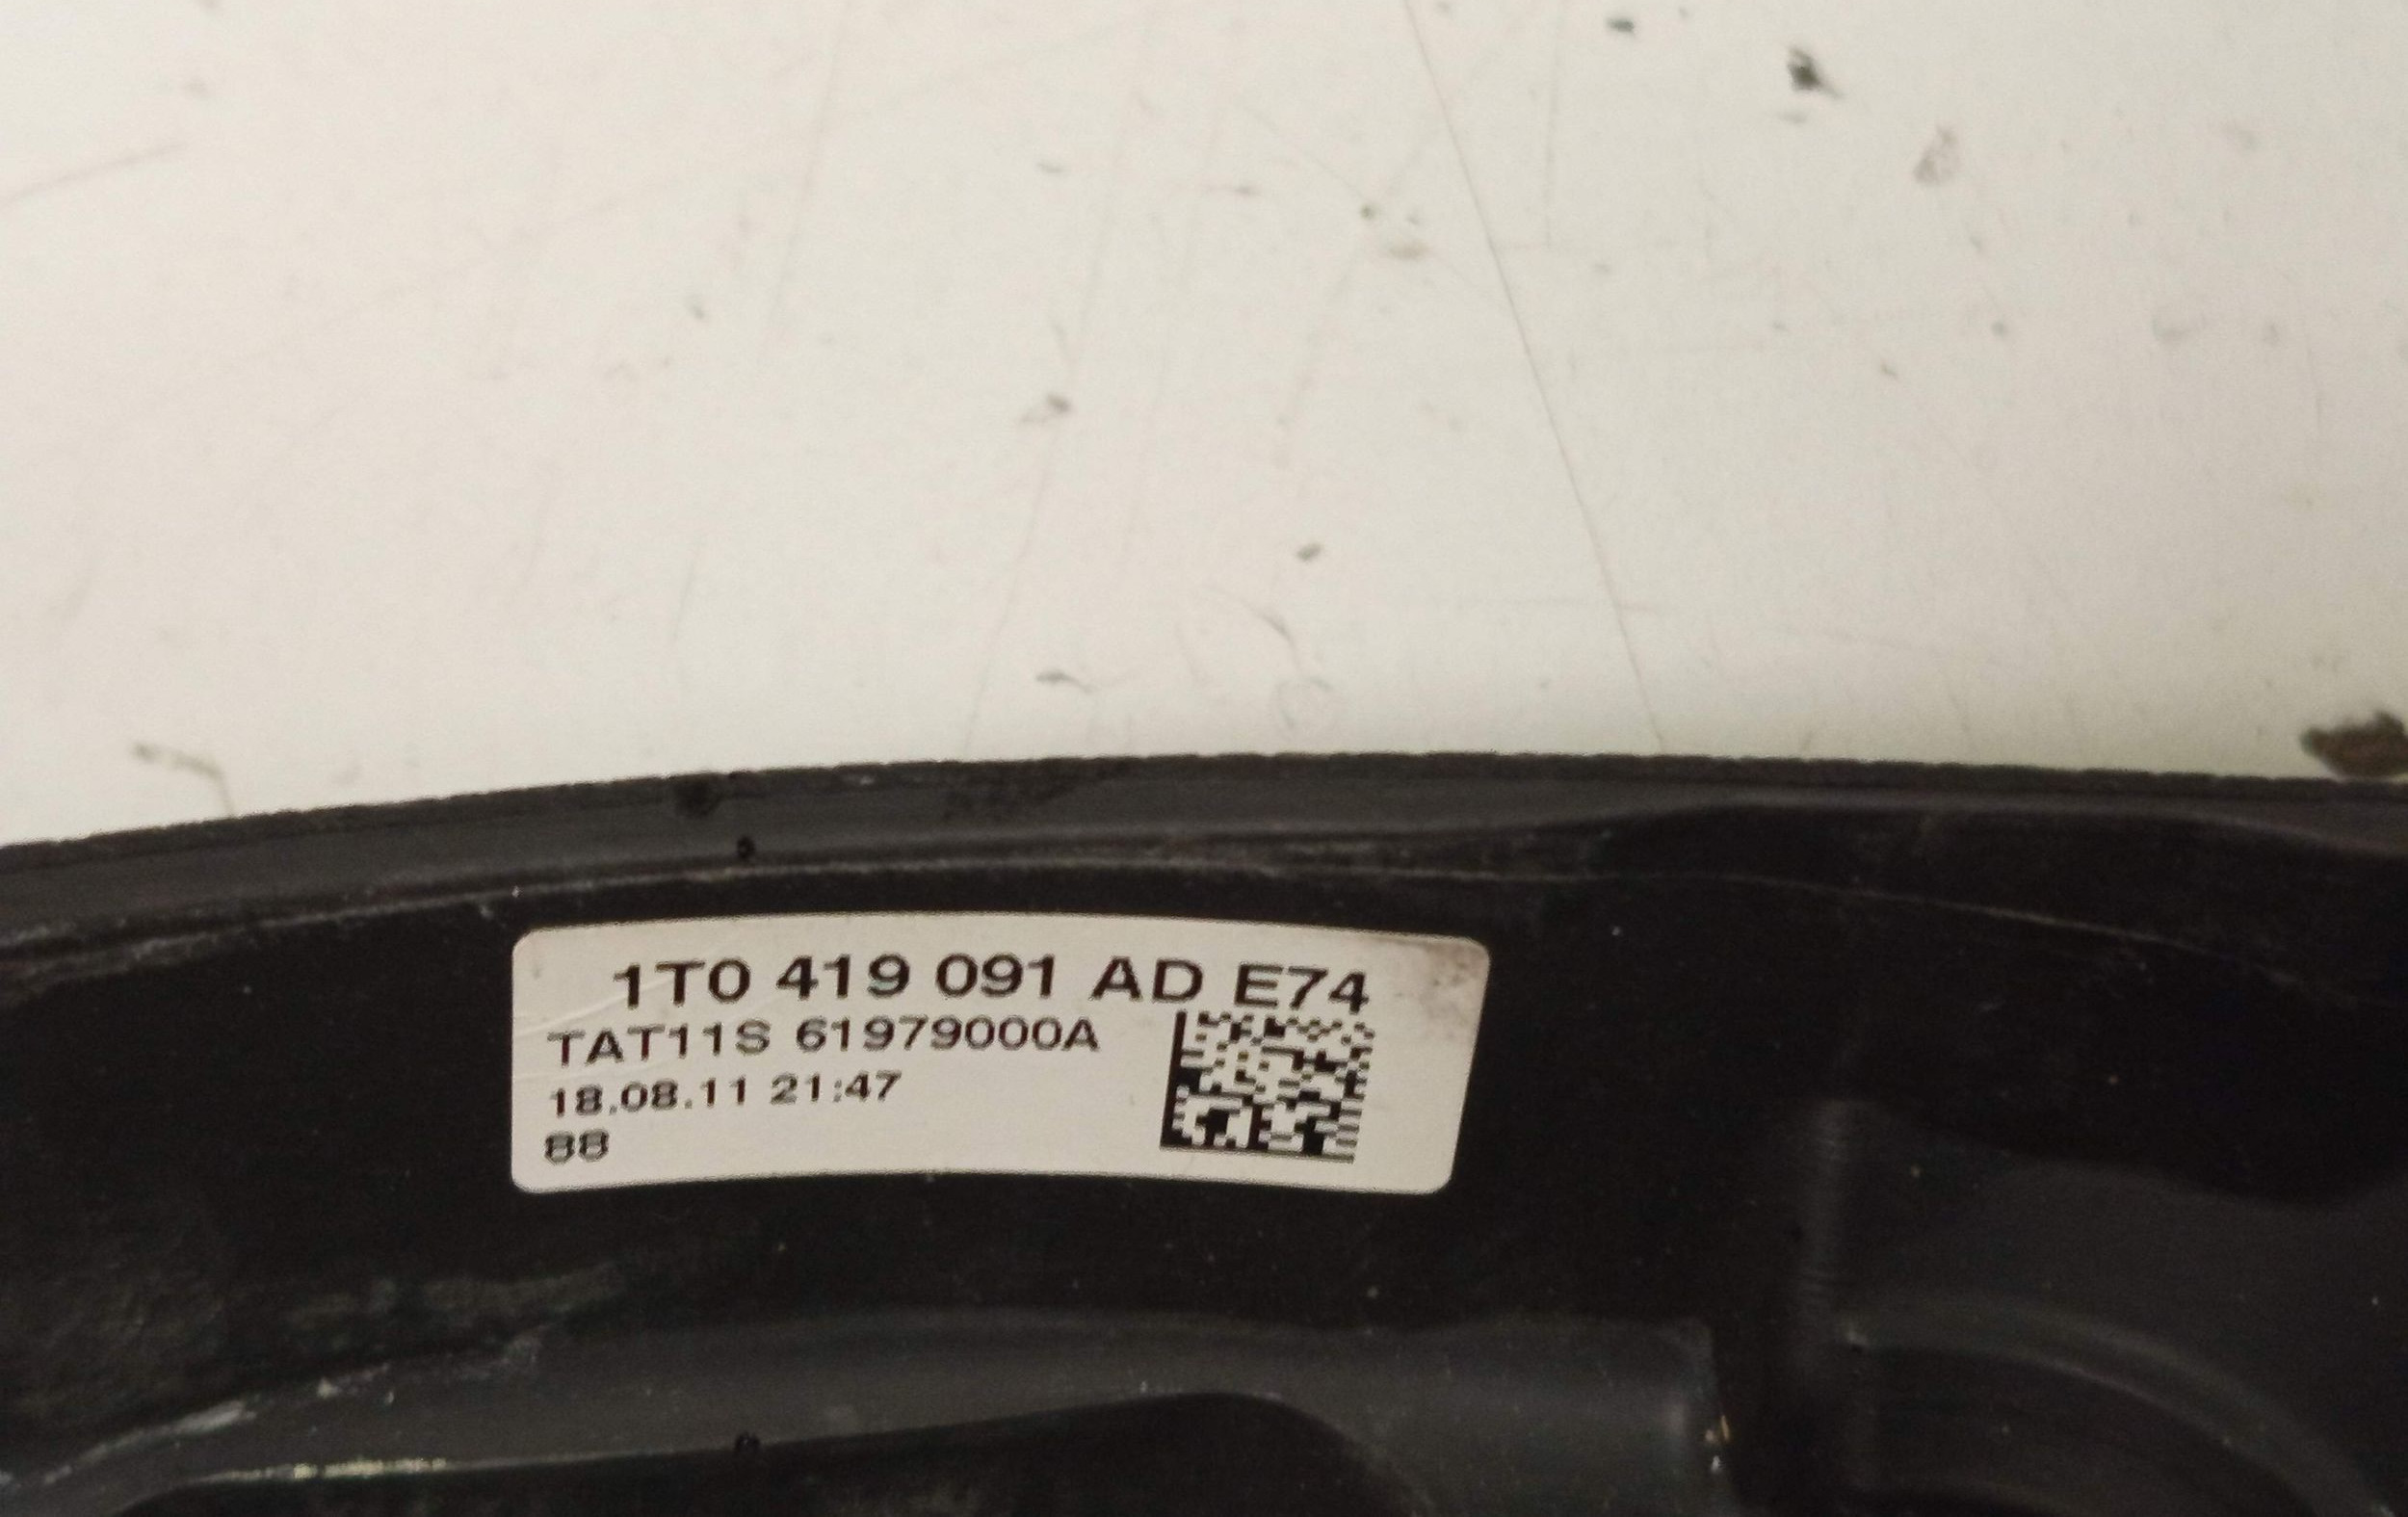 1T0 419 091 AD E74
TAT11S 61979000A
18.08.11 21:47
88